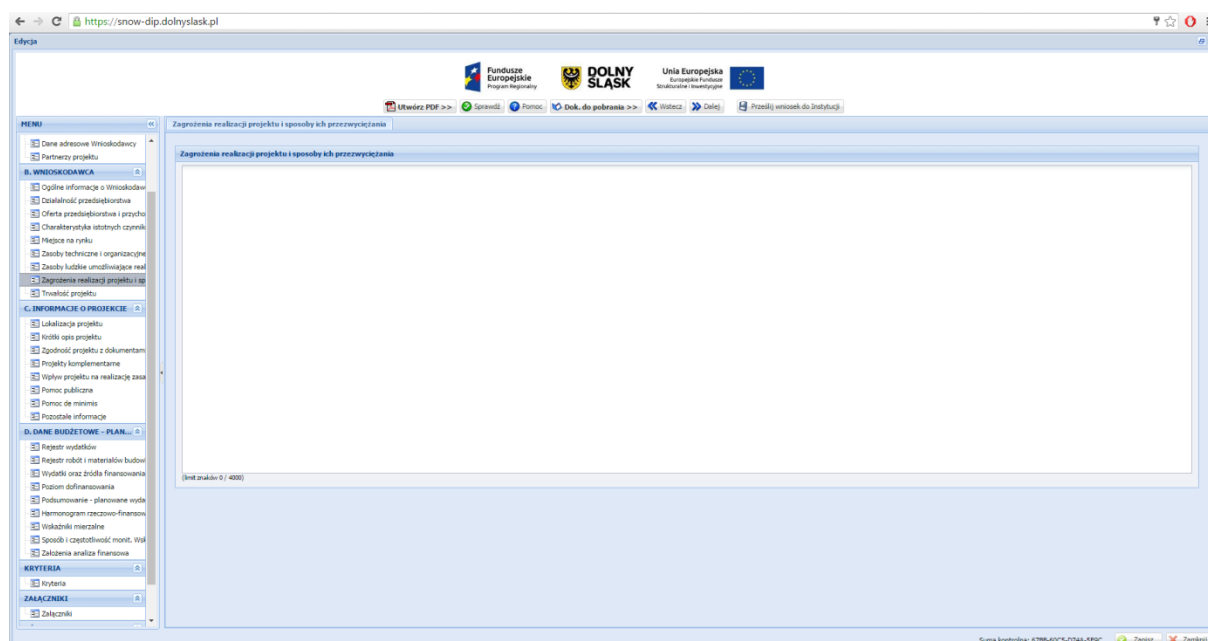 https://snow-dip.dolnyslask.pl
Edycja
Fundusze Europejskie Program Regionalny
DOLNY ŚLĄSK
Unia Europejska Europejskie Fundusze Strukturalne i Inwestycyjne
Utwórz PDF >> Sprawdź Pomoc Dok. do pobrania >> Wstecz Dalej Prześlij wniosek do Instytucji
MENU
Dane adresowe Wnioskodawcy
Partnerzy projektu
B. WNIOSKODAWCA
Ogólne informacje o Wnioskodaw
Działalność przedsiębiorstwa
Oferta przedsiębiorstwa i przycho
Charakterystyka istotnych czynnik
Miejsce na rynku
Zasoby techniczne i organizacyjne
Zasoby ludzkie umożliwiające real
Zagrożenia realizacji projektu i sp
Trwałość projektu
C. INFORMACJE O PROJEKCIE
Lokalizacja projektu
Krótki opis projektu
Zgodność projektu z dokumentam
Projekty komplementarne
Wpływ projektu na realizację zasa
Pomoc publiczna
Pomoc de minimis
Pozostałe informacje
D. DANE BUDŻETOWE - PLAN...
Rejestr wydatków
Rejestr robót i materiałów budow
Wydatki oraz źródła finansowania
Poziom dofinansowania
Podsumowanie - planowane wyda
Harmonogram rzeczowo-finansow
Wskaźniki mierzalne
Sposób i częstotliwość monit. Wsk
Założenia analiza finansowa
KRYTERIA
Kryteria
ZAŁĄCZNIKI
Załączniki
Zagrożenia realizacji projektu i sposoby ich przezwyciężania
Zagrożenia realizacji projektu i sposoby ich przezwyciężania
(limit znaków 0 / 4000)
Zapisz Zamknij